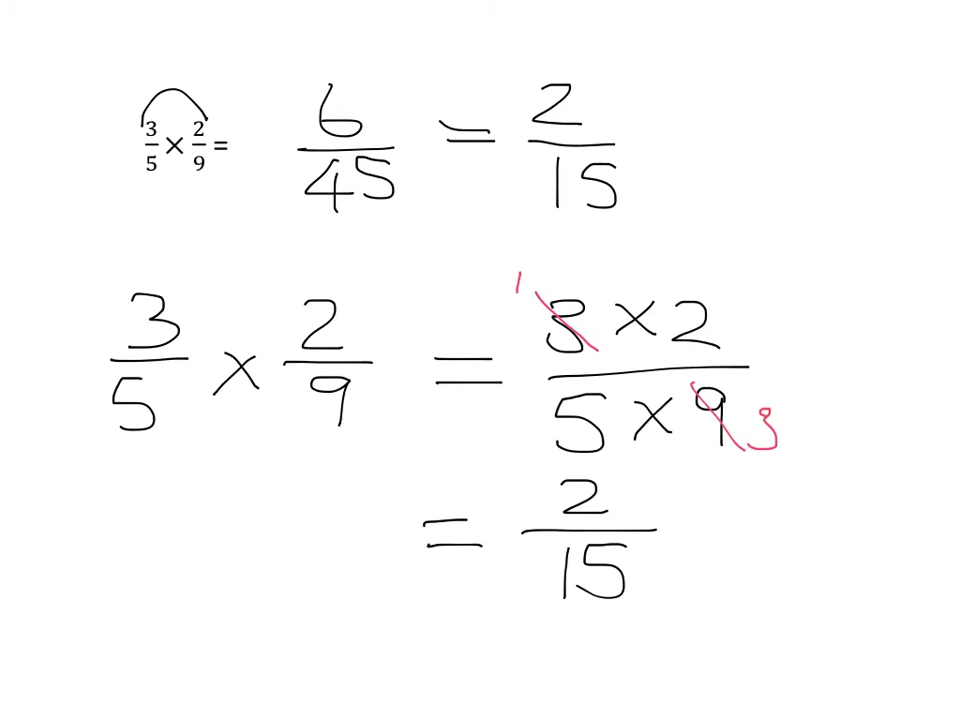 3/5 × 2/9 = 6/45 = 2/15
3/5 × 2/9 = 1 3 × 2 / 5 × 9 3
= 2/15